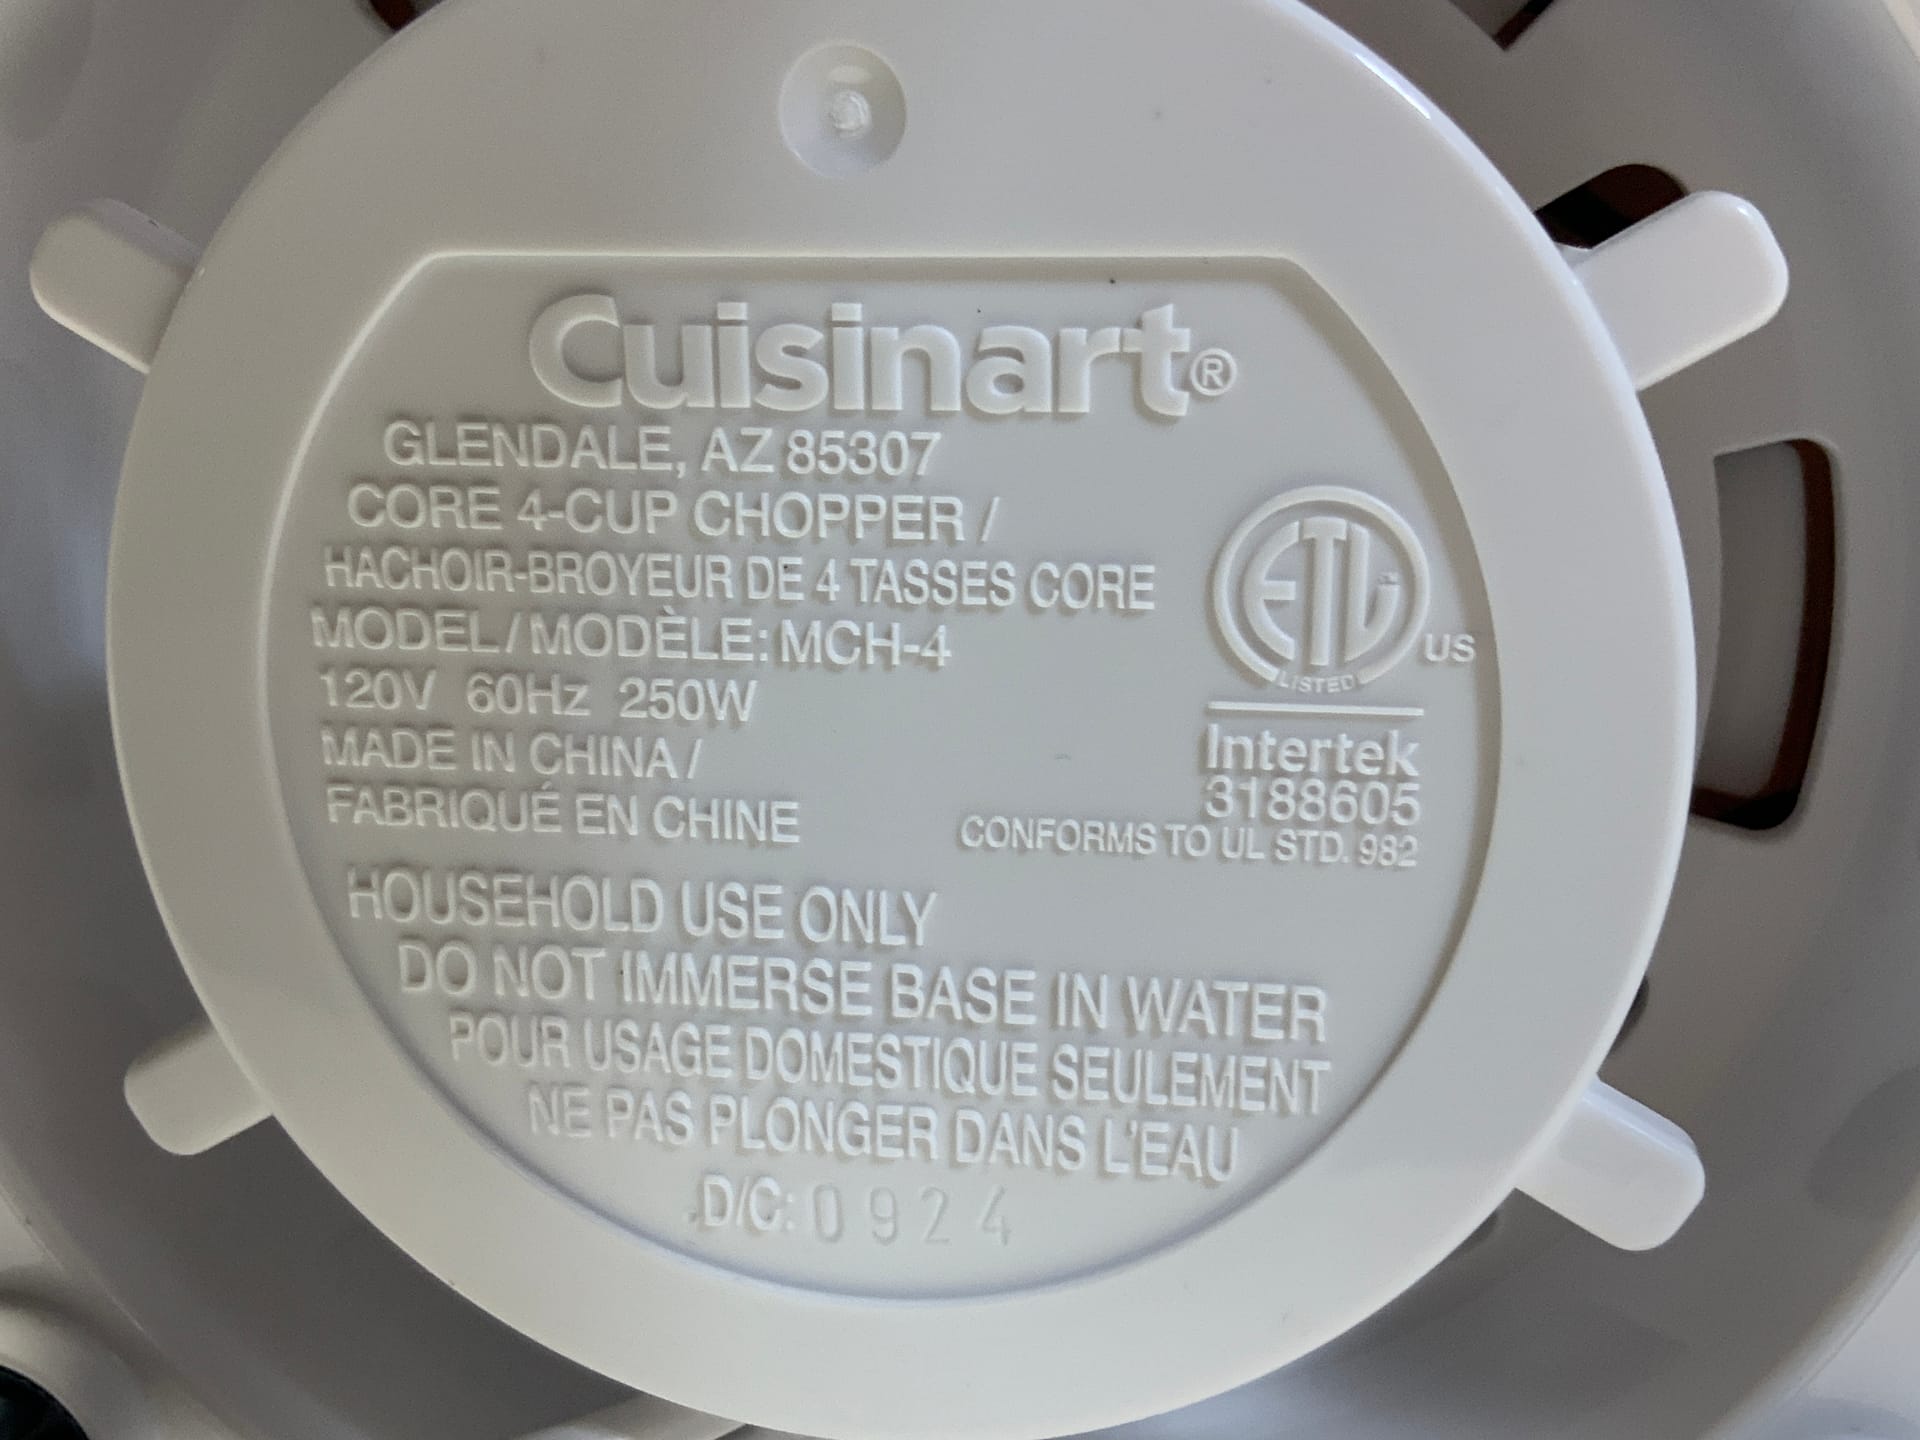 Cuisinart®
GLENDALE, AZ 85307
CORE 4-CUP CHOPPER /
HACHOIR-BROYEUR DE 4 TASSES CORE
MODEL / MODÈLE: MCH-4
120V 60Hz 250W
MADE IN CHINA /
FABRIQUÉ EN CHINE
ETL
US
LISTED
Intertek
3188605
CONFORMS TO UL STD. 982
HOUSEHOLD USE ONLY
DO NOT IMMERSE BASE IN WATER
POUR USAGE DOMESTIQUE SEULEMENT
NE PAS PLONGER DANS L'EAU
D/C: 0924